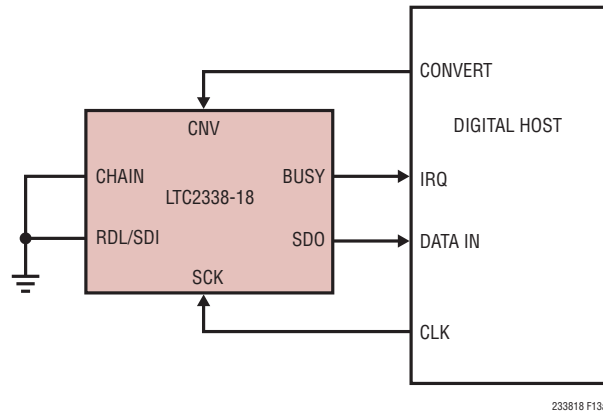 CONVERT
CNV
DIGITAL HOST
CHAIN
BUSY
IRQ
LTC2338-18
RDL/SDI
SDO
DATA IN
SCK
CLK